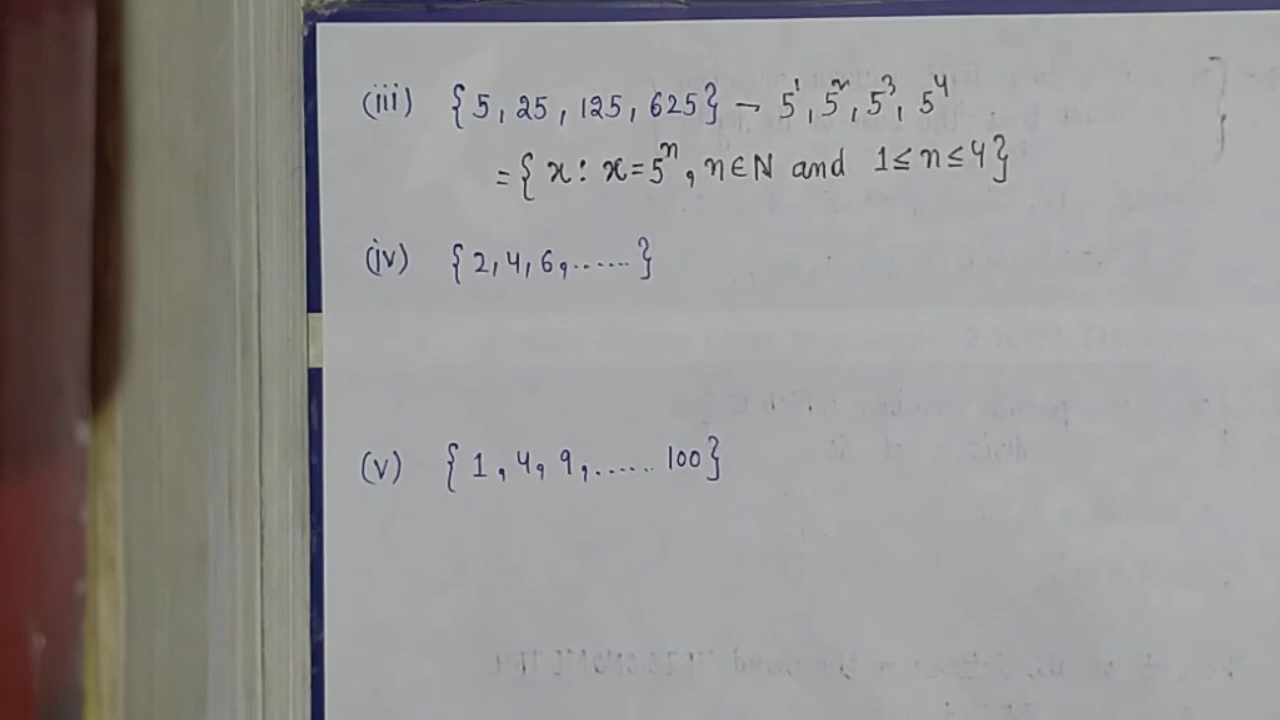 (iii) {5, 25, 125, 625} → 5¹, 5², 5³, 5⁴
= { x : x = 5ⁿ, n ∈ N and 1 ≤ n ≤ 4}
(iv) {2, 4, 6, ...... }
(v) {1, 4, 9, ...... 100}